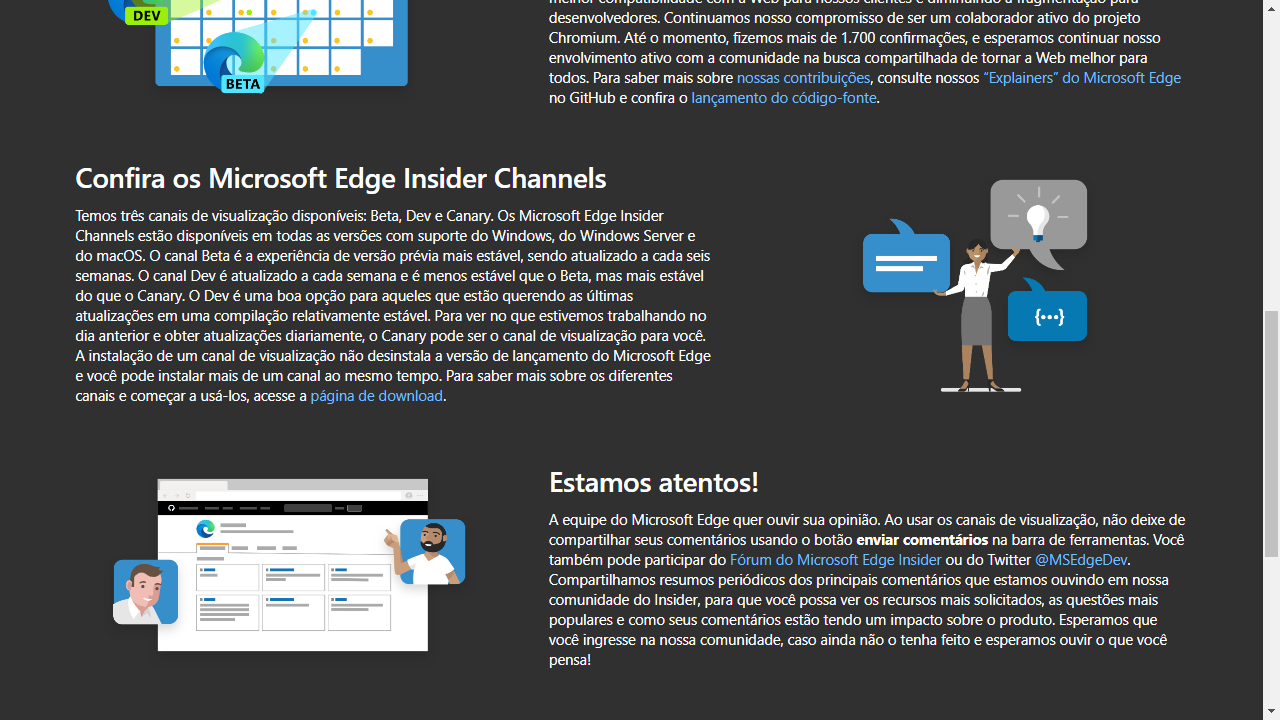 DEV
BETA
melhor compatibilidade com a Web para nossos clientes e diminuindo a fragmentação para
desenvolvedores. Continuamos nosso compromisso de ser um colaborador ativo do projeto
Chromium. Até o momento, fizemos mais de 1.700 confirmações, e esperamos continuar nosso
envolvimento ativo com a comunidade na busca compartilhada de tornar a Web melhor para
todos. Para saber mais sobre nossas contribuições, consulte nossos “Explainers” do Microsoft Edge
no GitHub e confira o lançamento do código-fonte.
Confira os Microsoft Edge Insider Channels
Temos três canais de visualização disponíveis: Beta, Dev e Canary. Os Microsoft Edge Insider
Channels estão disponíveis em todas as versões com suporte do Windows, do Windows Server e
do macOS. O canal Beta é a experiência de versão prévia mais estável, sendo atualizado a cada seis
semanas. O canal Dev é atualizado a cada semana e é menos estável que o Beta, mas mais estável
do que o Canary. O Dev é uma boa opção para aqueles que estão querendo as últimas
atualizações em uma compilação relativamente estável. Para ver no que estivemos trabalhando no
dia anterior e obter atualizações diariamente, o Canary pode ser o canal de visualização para você.
A instalação de um canal de visualização não desinstala a versão de lançamento do Microsoft Edge
e você pode instalar mais de um canal ao mesmo tempo. Para saber mais sobre os diferentes
canais e começar a usá-los, acesse a página de download.
{•••}
Estamos atentos!
A equipe do Microsoft Edge quer ouvir sua opinião. Ao usar os canais de visualização, não deixe de
compartilhar seus comentários usando o botão enviar comentários na barra de ferramentas. Você
também pode participar do Fórum do Microsoft Edge Insider ou do Twitter @MSEdgeDev.
Compartilhamos resumos periódicos dos principais comentários que estamos ouvindo em nossa
comunidade do Insider, para que você possa ver os recursos mais solicitados, as questões mais
populares e como seus comentários estão tendo um impacto sobre o produto. Esperamos que
você ingresse na nossa comunidade, caso ainda não o tenha feito e esperamos ouvir o que você
pensa!